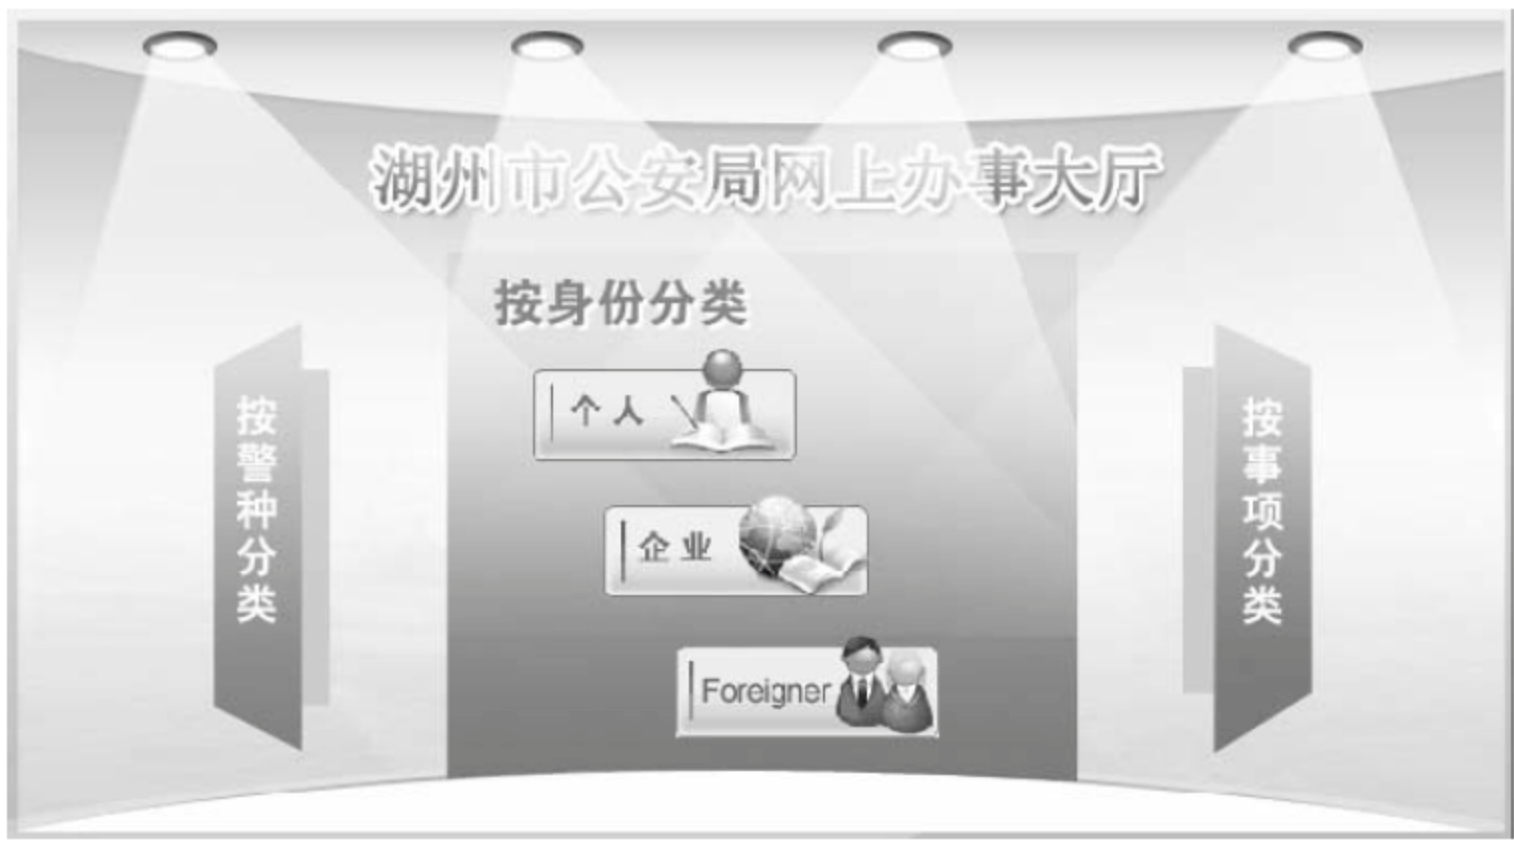 湖州市公安局网上办事大厅
按身份分类
个人
企业
Foreigner
按警种分类
按事项分类